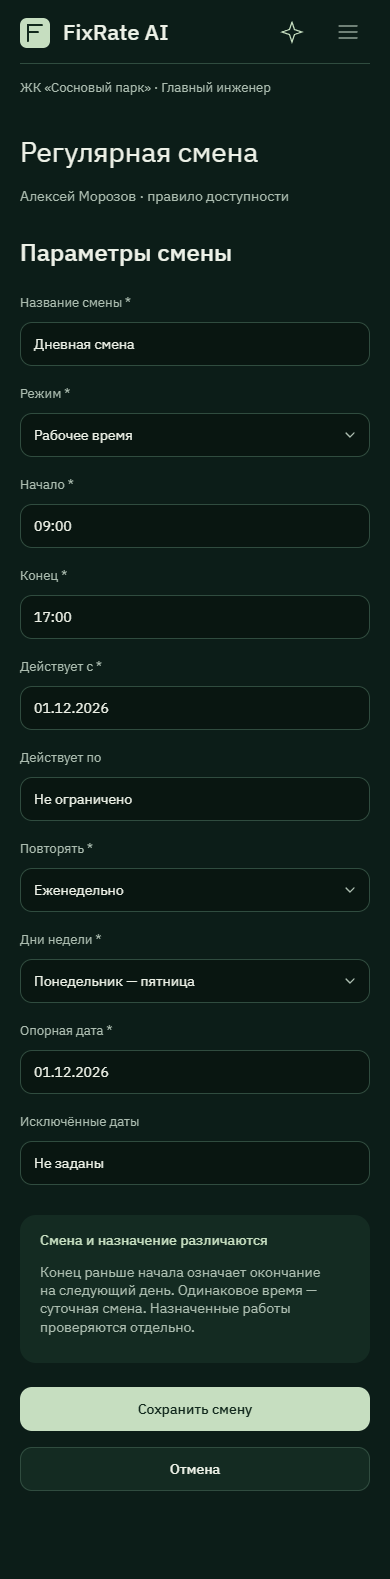 FixRate AI
ЖК «Сосновый парк» · Главный инженер
Регулярная смена
Алексей Морозов · правило доступности
Параметры смены
Название смены *
Дневная смена
Режим *
Рабочее время
Начало *
09:00
Конец *
17:00
Действует с *
01.12.2026
Действует по
Не ограничено
Повторять *
Еженедельно
Дни недели *
Понедельник — пятница
Опорная дата *
01.12.2026
Исключённые даты
Не заданы
Смена и назначение различаются
Конец раньше начала означает окончание
на следующий день. Одинаковое время —
суточная смена. Назначенные работы
проверяются отдельно.
Сохранить смену
Отмена